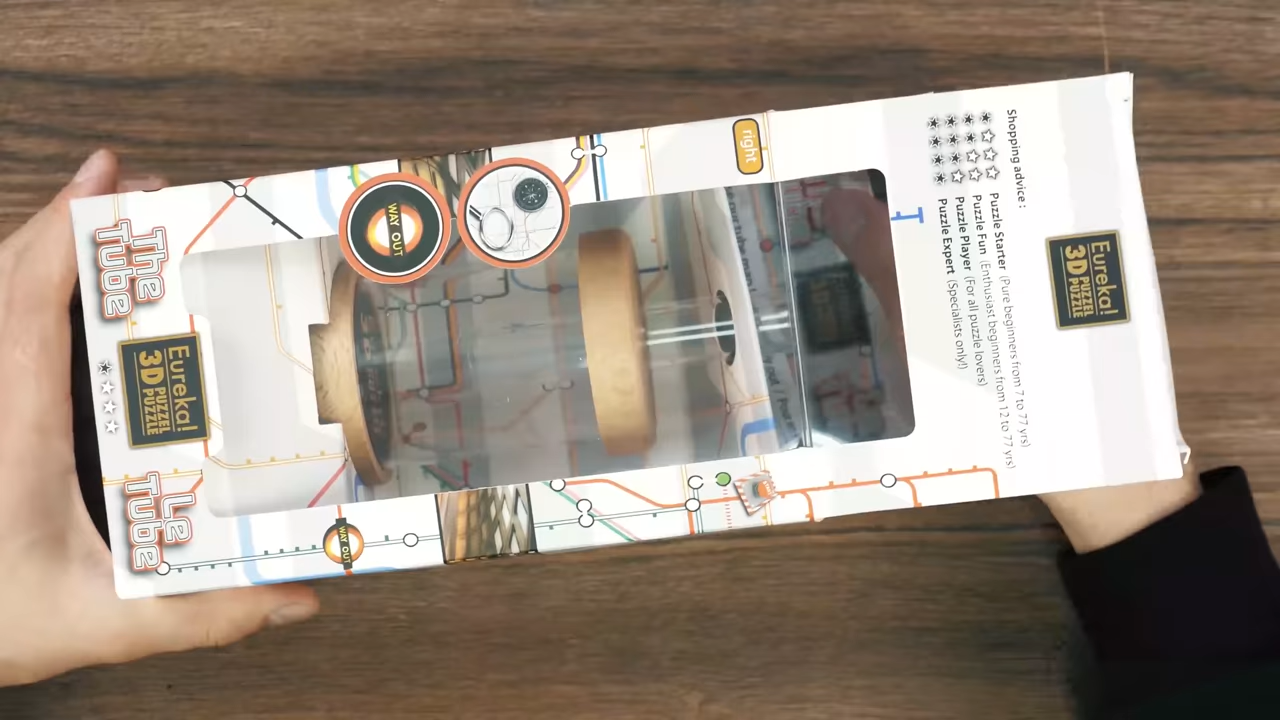 The
Tube
Eureka!
3D PUZZEL
PUZZLE
Le
Tube
WAY OUT
WAY OUT
right
Shopping advice:
Puzzle Starter (Pure beginners from 7 to 77 yrs)
Puzzle Fun (Enthusiast beginners from 12 to 77 yrs)
Puzzle Player (For all puzzle lovers)
Puzzle Expert (Specialists only!)
Eureka!
3D PUZZEL
PUZZLE